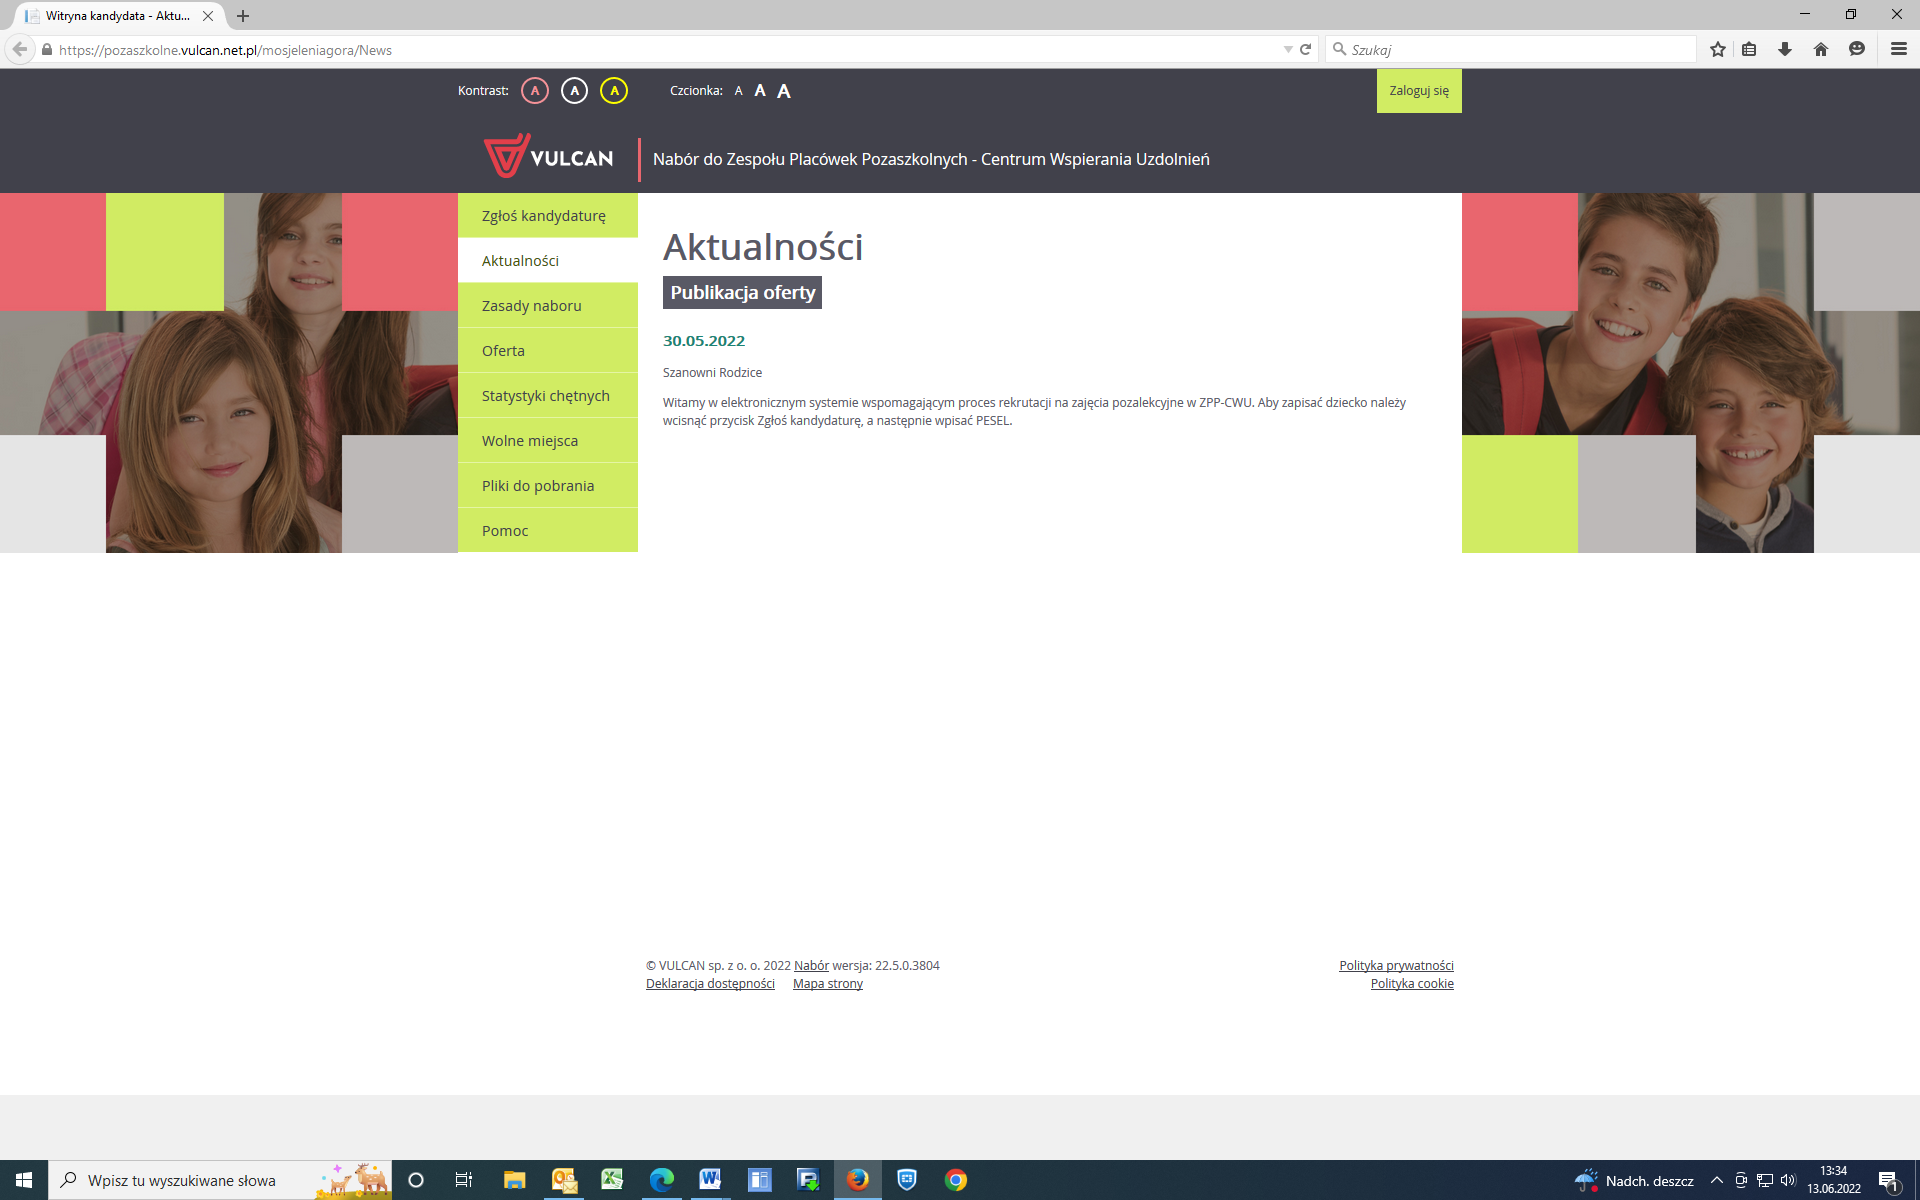 Witryna kandydata - Aktu...
https://pozaszkolne.vulcan.net.pl/mosjeleniagora/News
Szukaj
Kontrast: A A A Czcionka: A A A
Zaloguj się
VULCAN
Nabór do Zespołu Placówek Pozaszkolnych - Centrum Wspierania Uzdolnień
Zgłoś kandydaturę
Aktualności
Zasady naboru
Oferta
Statystyki chętnych
Wolne miejsca
Pliki do pobrania
Pomoc
Aktualności
Publikacja oferty
30.05.2022
Szanowni Rodzice
Witamy w elektronicznym systemie wspomagającym proces rekrutacji na zajęcia pozalekcyjne w ZPP-CWU. Aby zapisać dziecko należy
wcisnąć przycisk Zgłoś kandydaturę, a następnie wpisać PESEL.
© VULCAN sp. z o. o. 2022 Nabór wersja: 22.5.0.3804
Deklaracja dostępności Mapa strony
Polityka prywatności
Polityka cookie
Wpisz tu wyszukiwane słowa
Nadch. deszcz
13:34
13.06.2022
1